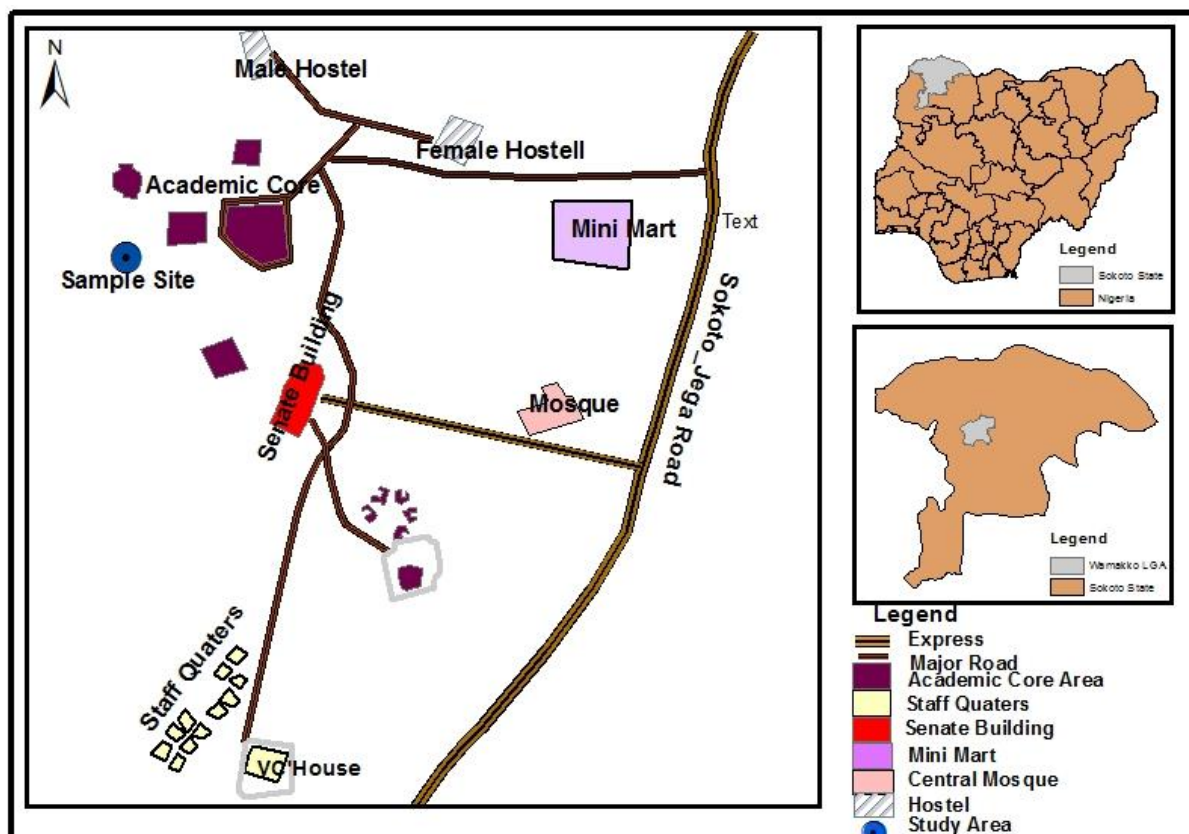 N
Male Hostel
Female Hostell
Academic Core
Mini Mart
Text
Sample Site
Sokoto_Jega Road
Senate Building
Mosque
Staff Quaters
VC'House
Legend
Sokoto State
Nigeria
Legend
Wamakko LGA
Sokoto State
Legend
Express
Major Road
Academic Core Area
Staff Quaters
Senate Building
Mini Mart
Central Mosque
Hostel
Study Area